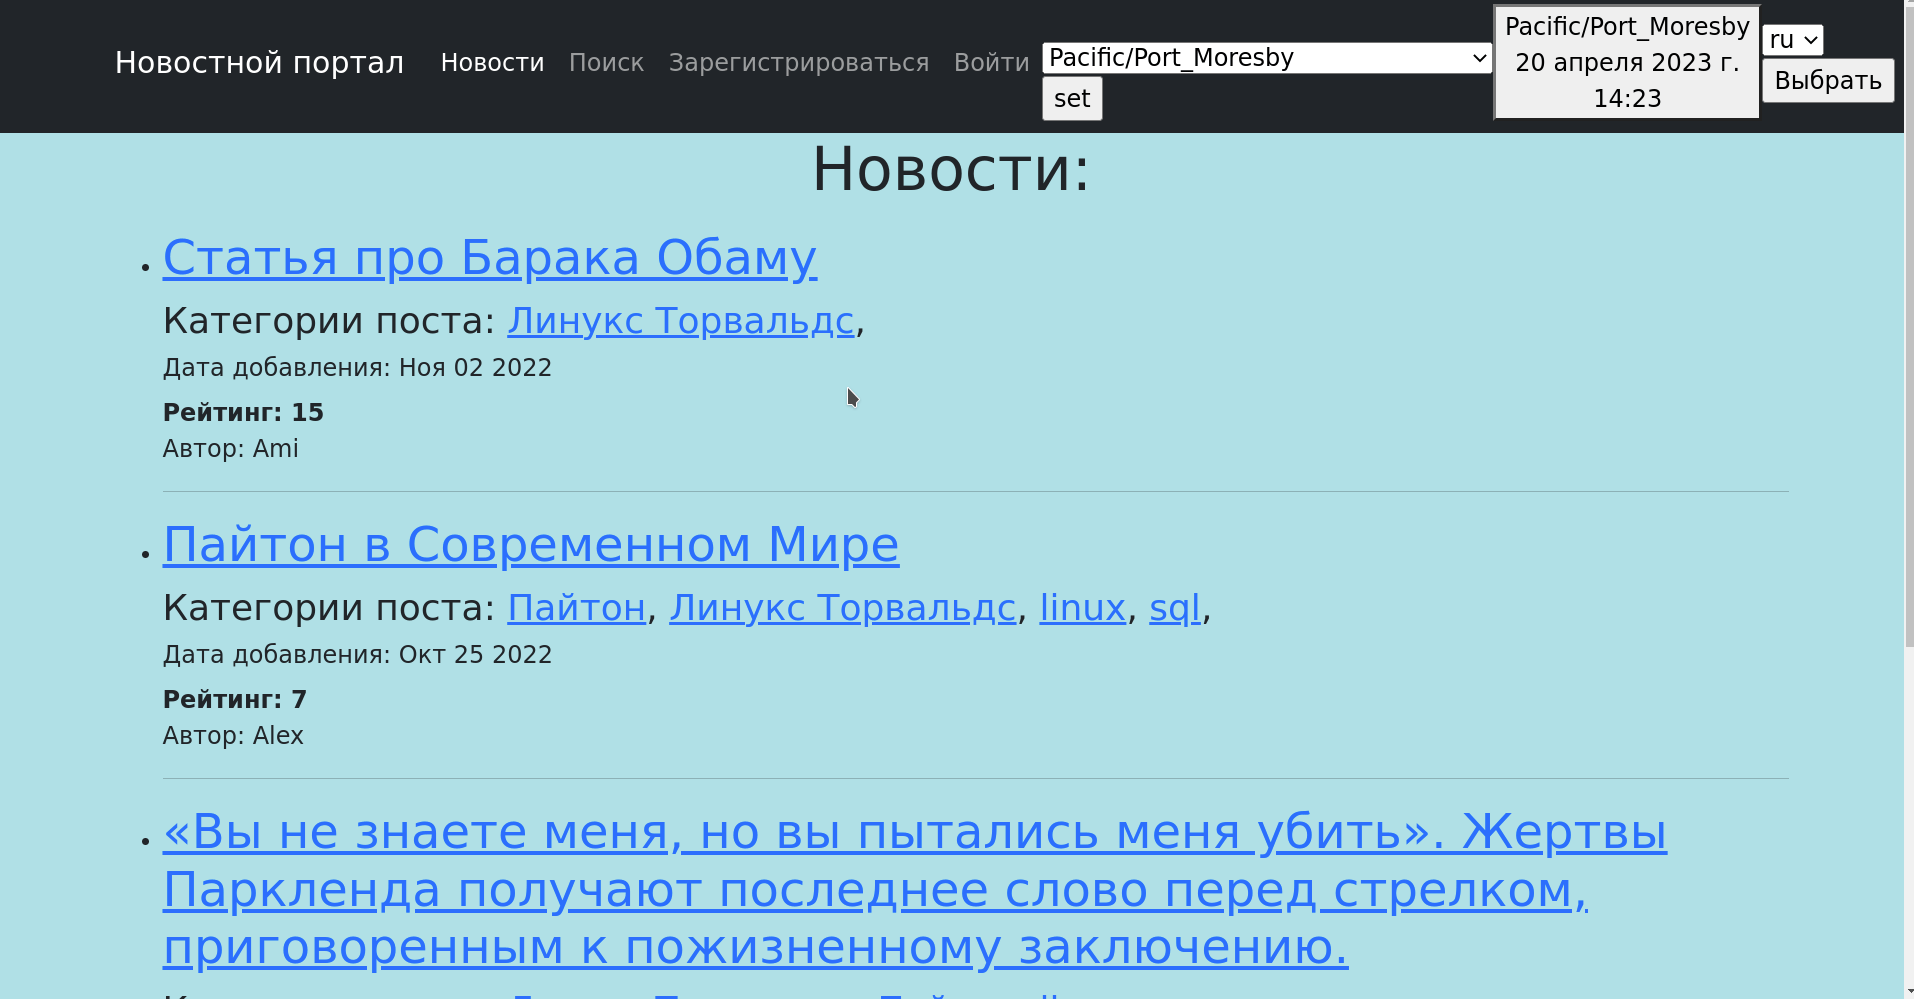 Новостной портал Новости Поиск Зарегистрироваться Войти
Pacific/Port_Moresby
set
Pacific/Port_Moresby
20 апреля 2023 г.
14:23
ru
Выбрать
Новости:
Статья про Барака Обаму
Категории поста: Линукс Торвальдс,
Дата добавления: Ноя 02 2022
Рейтинг: 15
Автор: Ami
Пайтон в Современном Мире
Категории поста: Пайтон, Линукс Торвальдс, linux, sql,
Дата добавления: Окт 25 2022
Рейтинг: 7
Автор: Alex
«Вы не знаете меня, но вы пытались меня убить». Жертвы
Паркленда получают последнее слово перед стрелком,
приговоренным к пожизненному заключению.